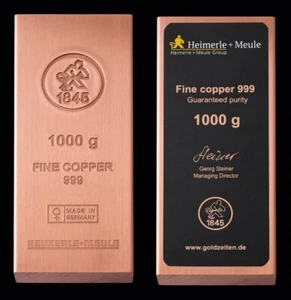 1845
1000 g
FINE COPPER
999
MADE IN
GERMANY
HEIMERLE+MEULE
Heimerle + Meule
Heimerle + Meule Group
Fine copper 999
Guaranteed purity
1000 g
Steiner
Georg Steiner
Managing Director
1845
www.goldzeiten.de